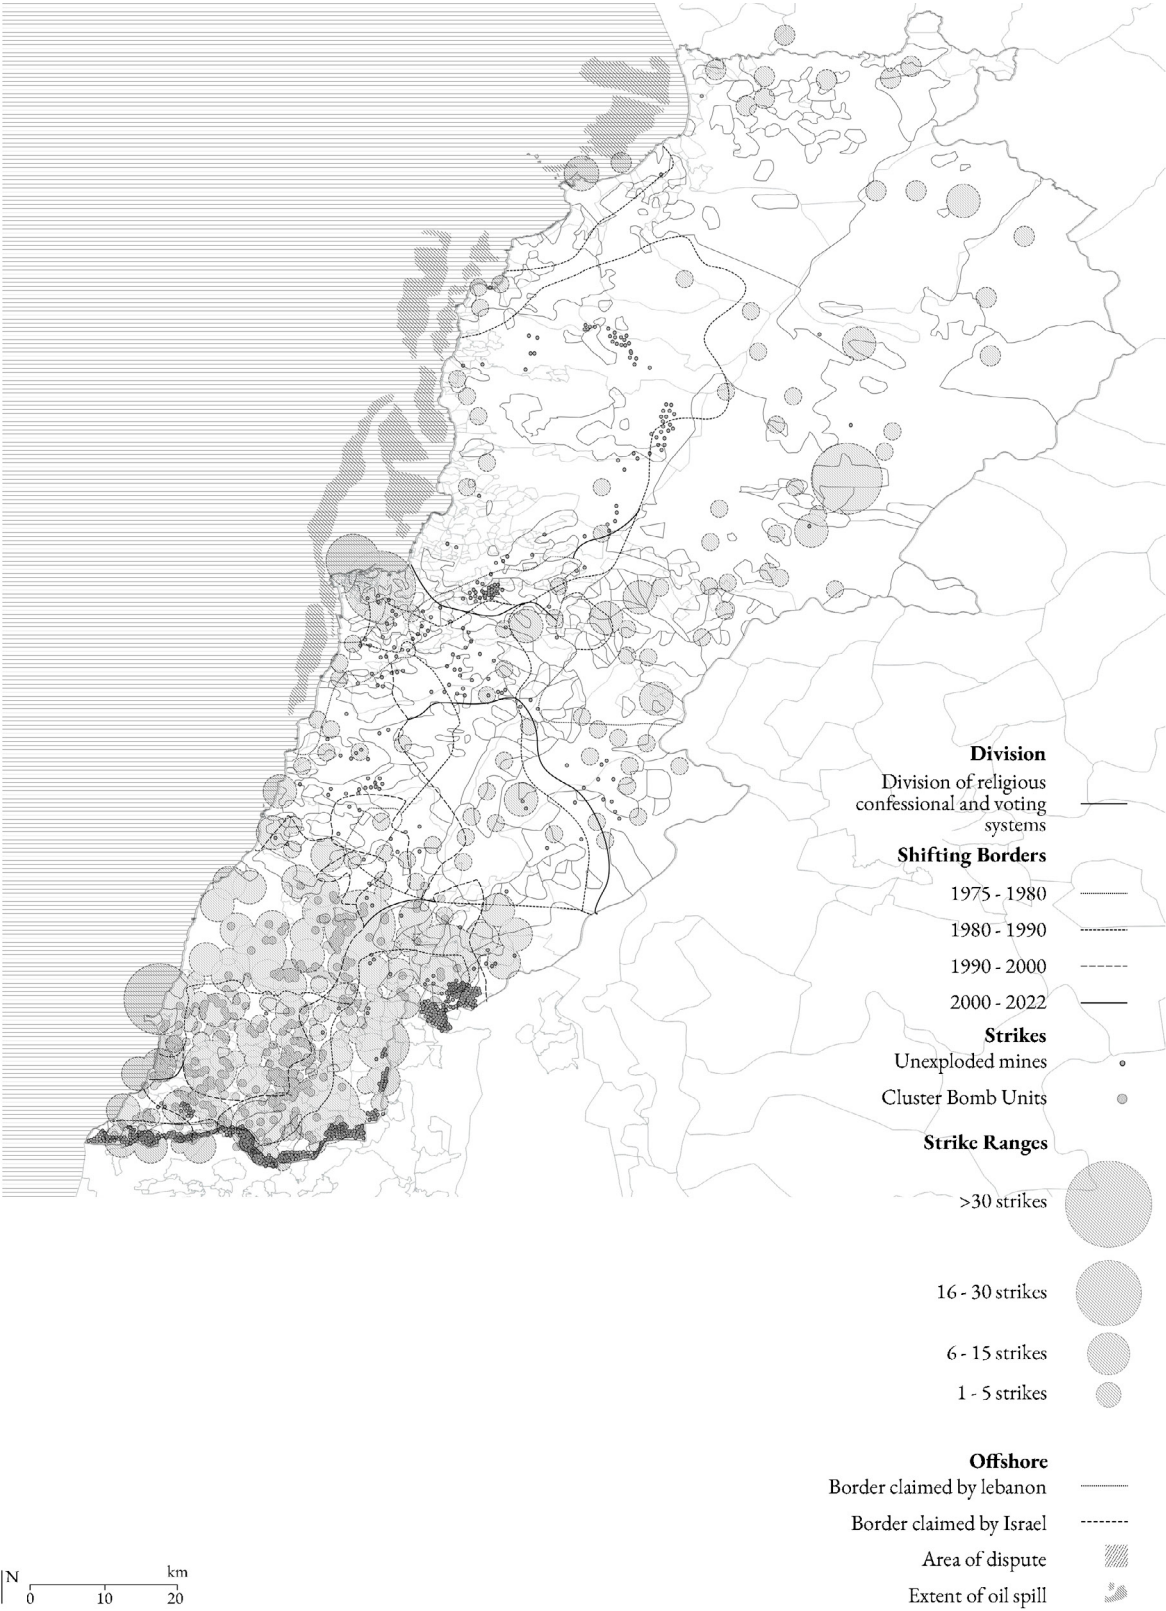 Division
Division of religious
confessional and voting
systems
Shifting Borders
1975 - 1980
1980 - 1990
1990 - 2000
2000 - 2022
Strikes
Unexploded mines
Cluster Bomb Units
Strike Ranges
>30 strikes
16 - 30 strikes
6 - 15 strikes
1 - 5 strikes
Offshore
Border claimed by lebanon
Border claimed by Israel
Area of dispute
Extent of oil spill
N
km
0 10 20